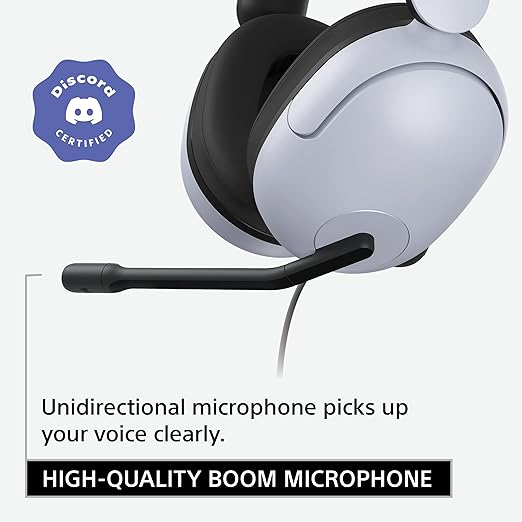 Discord
CERTIFIED
Unidirectional microphone picks up
your voice clearly.
HIGH-QUALITY BOOM MICROPHONE